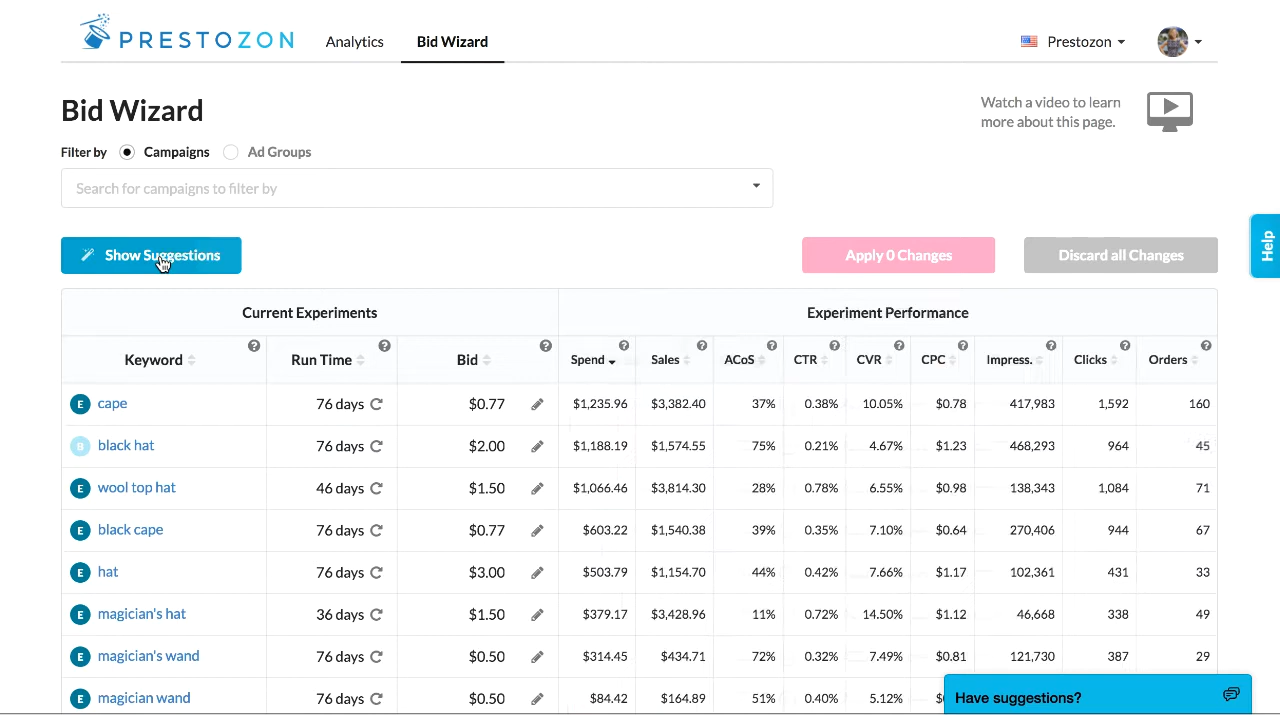 PRESTOZON Analytics Bid Wizard Prestozon
Bid Wizard
Watch a video to learn
more about this page.
Filter by Campaigns Ad Groups
Search for campaigns to filter by
Show Suggestions Apply 0 Changes Discard all Changes
Help
Current Experiments Experiment Performance
Keyword Run Time Bid Spend Sales ACoS CTR CVR CPC Impress. Clicks Orders
E cape 76 days $0.77 $1,235.96 $3,382.40 37% 0.38% 10.05% $0.78 417,983 1,592 160
B black hat 76 days $2.00 $1,188.19 $1,574.55 75% 0.21% 4.67% $1.23 468,293 964 45
E wool top hat 46 days $1.50 $1,066.46 $3,814.30 28% 0.78% 6.55% $0.98 138,343 1,084 71
E black cape 76 days $0.77 $603.22 $1,540.38 39% 0.35% 7.10% $0.64 270,406 944 67
E hat 76 days $3.00 $503.79 $1,154.70 44% 0.42% 7.66% $1.17 102,361 431 33
E magician's hat 36 days $1.50 $379.17 $3,428.96 11% 0.72% 14.50% $1.12 46,668 338 49
E magician's wand 76 days $0.50 $314.45 $434.71 72% 0.32% 7.49% $0.81 121,730 387 29
E magician wand 76 days $0.50 $84.42 $164.89 51% 0.40% 5.12%
Have suggestions?